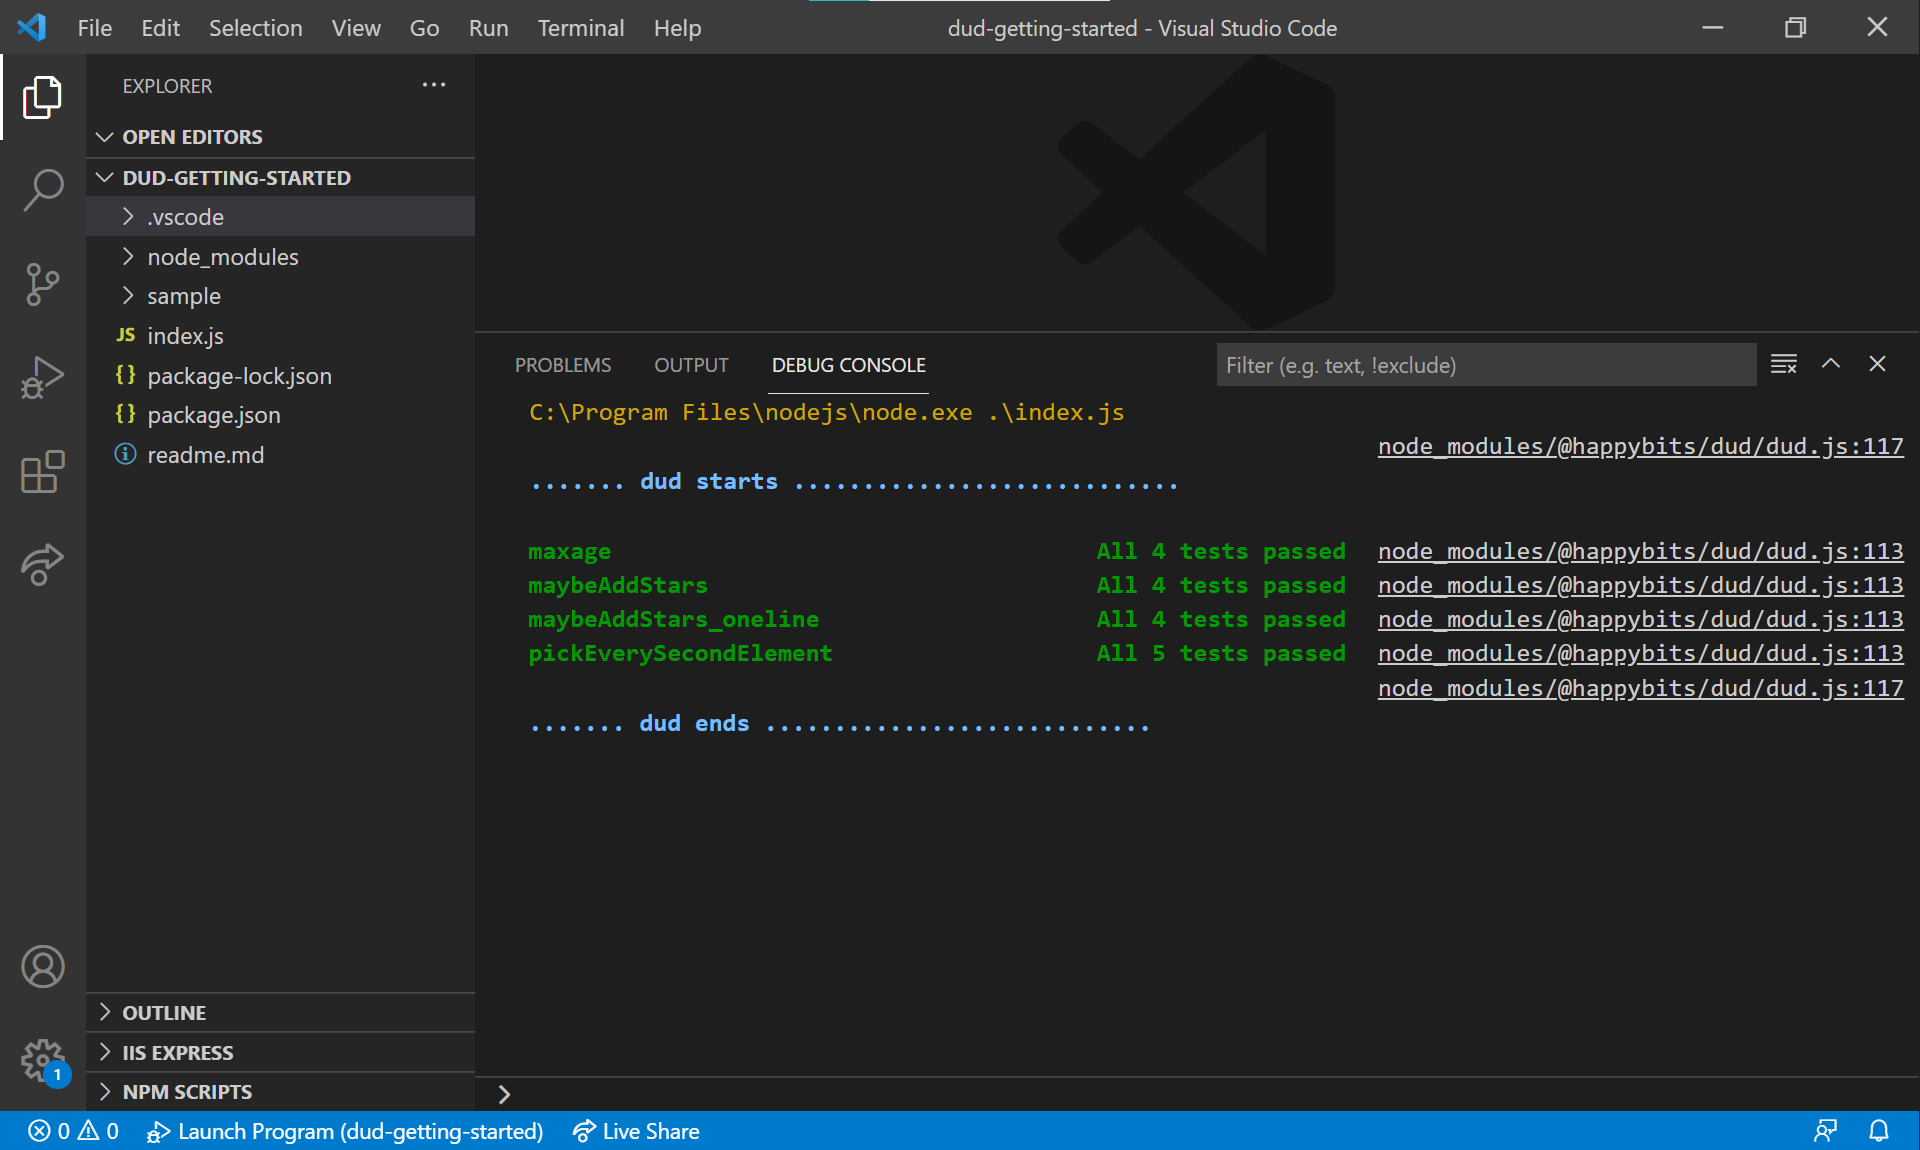 File Edit Selection View Go Run Terminal Help
dud-getting-started - Visual Studio Code
EXPLORER
OPEN EDITORS
DUD-GETTING-STARTED
.vscode
node_modules
sample
JS index.js
{} package-lock.json
{} package.json
readme.md
OUTLINE
IIS EXPRESS
NPM SCRIPTS
1
PROBLEMS OUTPUT DEBUG CONSOLE
Filter (e.g. text, !exclude)
C:\Program Files\nodejs\node.exe .\index.js
node_modules/@happybits/dud/dud.js:117
....... dud starts ............................
maxage All 4 tests passed node_modules/@happybits/dud/dud.js:113
maybeAddStars All 4 tests passed node_modules/@happybits/dud/dud.js:113
maybeAddStars_oneline All 4 tests passed node_modules/@happybits/dud/dud.js:113
pickEverySecondElement All 5 tests passed node_modules/@happybits/dud/dud.js:113
node_modules/@happybits/dud/dud.js:117
....... dud ends ............................
0 0 Launch Program (dud-getting-started) Live Share